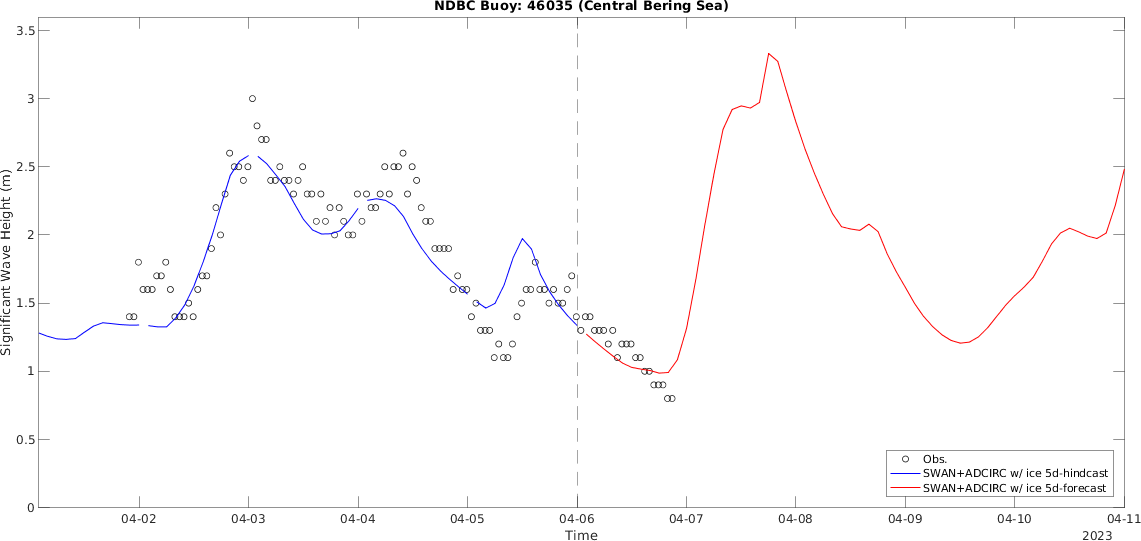 NDBC Buoy: 46035 (Central Bering Sea)
3.5
3
2.5
2
1.5
1
0.5
0
Significant Wave Height (m)
Obs.
SWAN+ADCIRC w/ ice 5d-hindcast
SWAN+ADCIRC w/ ice 5d-forecast
04-02 04-03 04-04 04-05 04-06 04-07 04-08 04-09 04-10 04-11
Time
2023